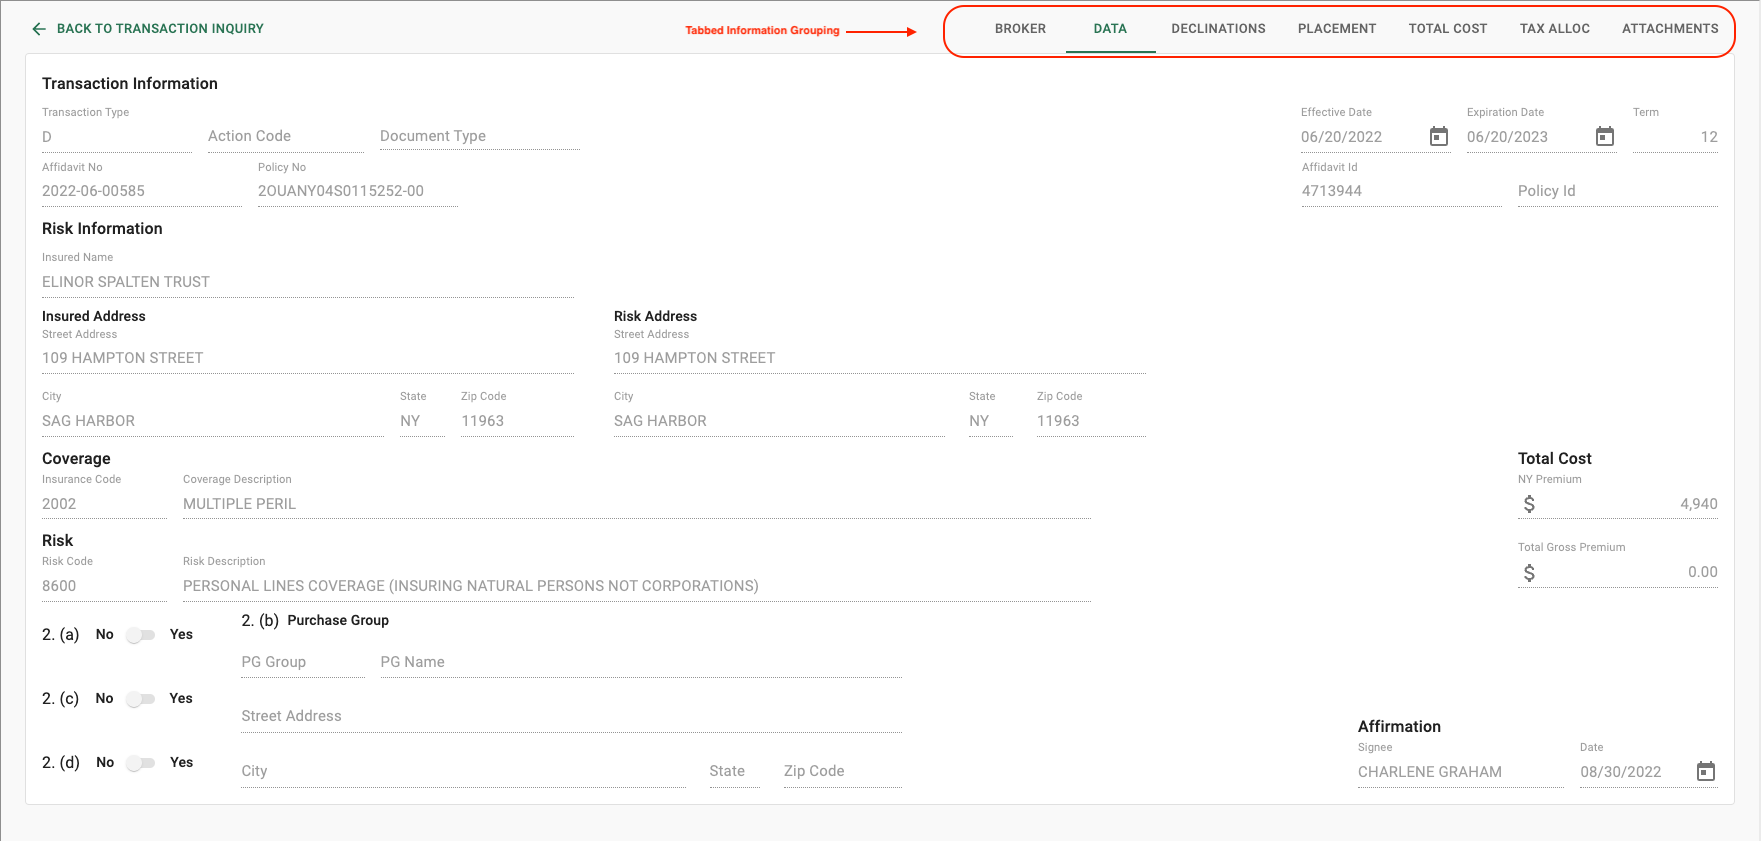 BACK TO TRANSACTION INQUIRY
Tabbed Information Grouping
BROKER DATA DECLINATIONS PLACEMENT TOTAL COST TAX ALLOC ATTACHMENTS
Transaction Information
Transaction Type Effective Date Expiration Date Term
D Action Code Document Type 06/20/2022 06/20/2023 12
Affidavit No Policy No Affidavit Id
2022-06-00585 2OUANY04S0115252-00 4713944 Policy Id
Risk Information
Insured Name
ELINOR SPALTEN TRUST
Insured Address Risk Address
Street Address Street Address
109 HAMPTON STREET 109 HAMPTON STREET
City State Zip Code City State Zip Code
SAG HARBOR NY 11963 SAG HARBOR NY 11963
Coverage Total Cost
Insurance Code Coverage Description NY Premium
2002 MULTIPLE PERIL $ 4,940
Risk
Risk Code Risk Description Total Gross Premium
8600 PERSONAL LINES COVERAGE (INSURING NATURAL PERSONS NOT CORPORATIONS) $ 0.00
2. (a) No Yes 2. (b) Purchase Group
PG Group PG Name
2. (c) No Yes
Street Address
Affirmation
Signee Date
2. (d) No Yes City State Zip Code CHARLENE GRAHAM 08/30/2022